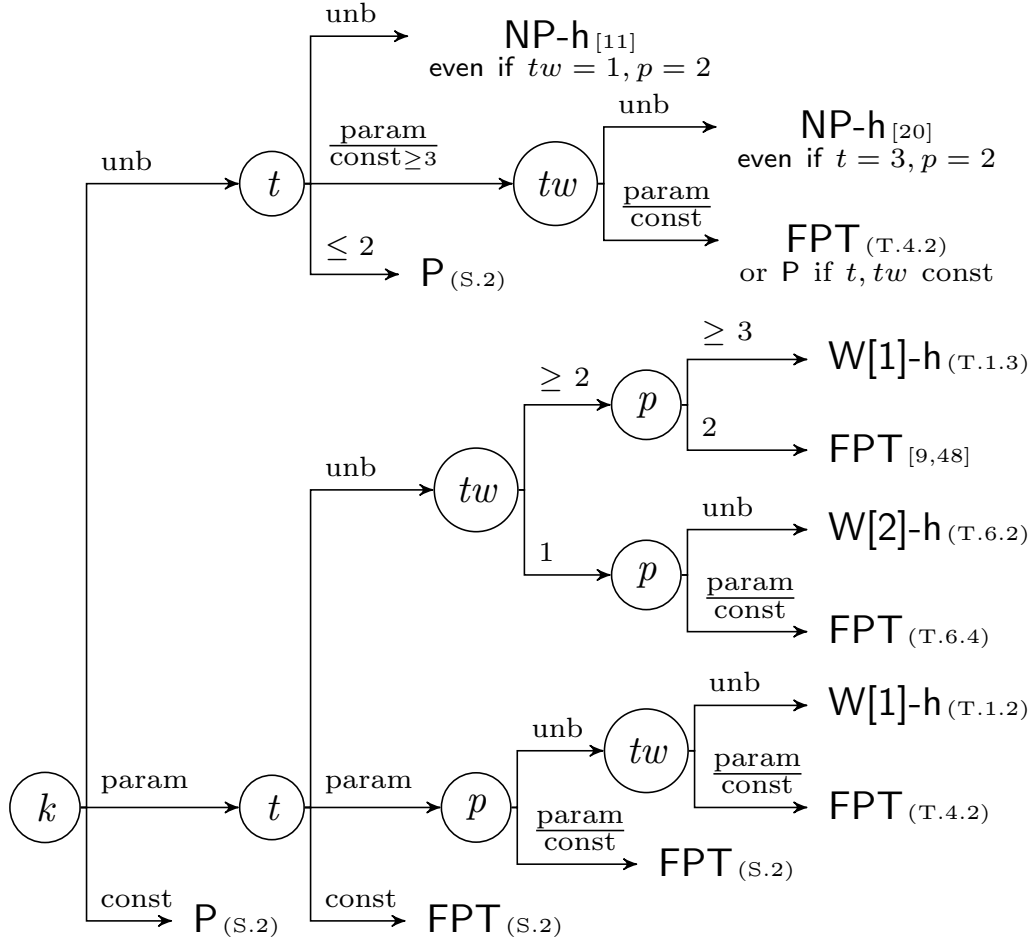 unb
NP-h [11]
even if tw = 1, p = 2
unb
t
param
const≥3
tw
unb
NP-h [20]
even if t = 3, p = 2
param
const
FPT (T.4.2)
or P if t, tw const
≤ 2
P (S.2)
unb
tw
≥ 2
p
≥ 3
W[1]-h (T.1.3)
2
FPT [9,48]
1
p
unb
W[2]-h (T.6.2)
param
const
FPT (T.6.4)
k
param
t
param
p
unb
tw
unb
W[1]-h (T.1.2)
param
const
FPT (T.4.2)
param
const
FPT (S.2)
const
P (S.2)
const
FPT (S.2)